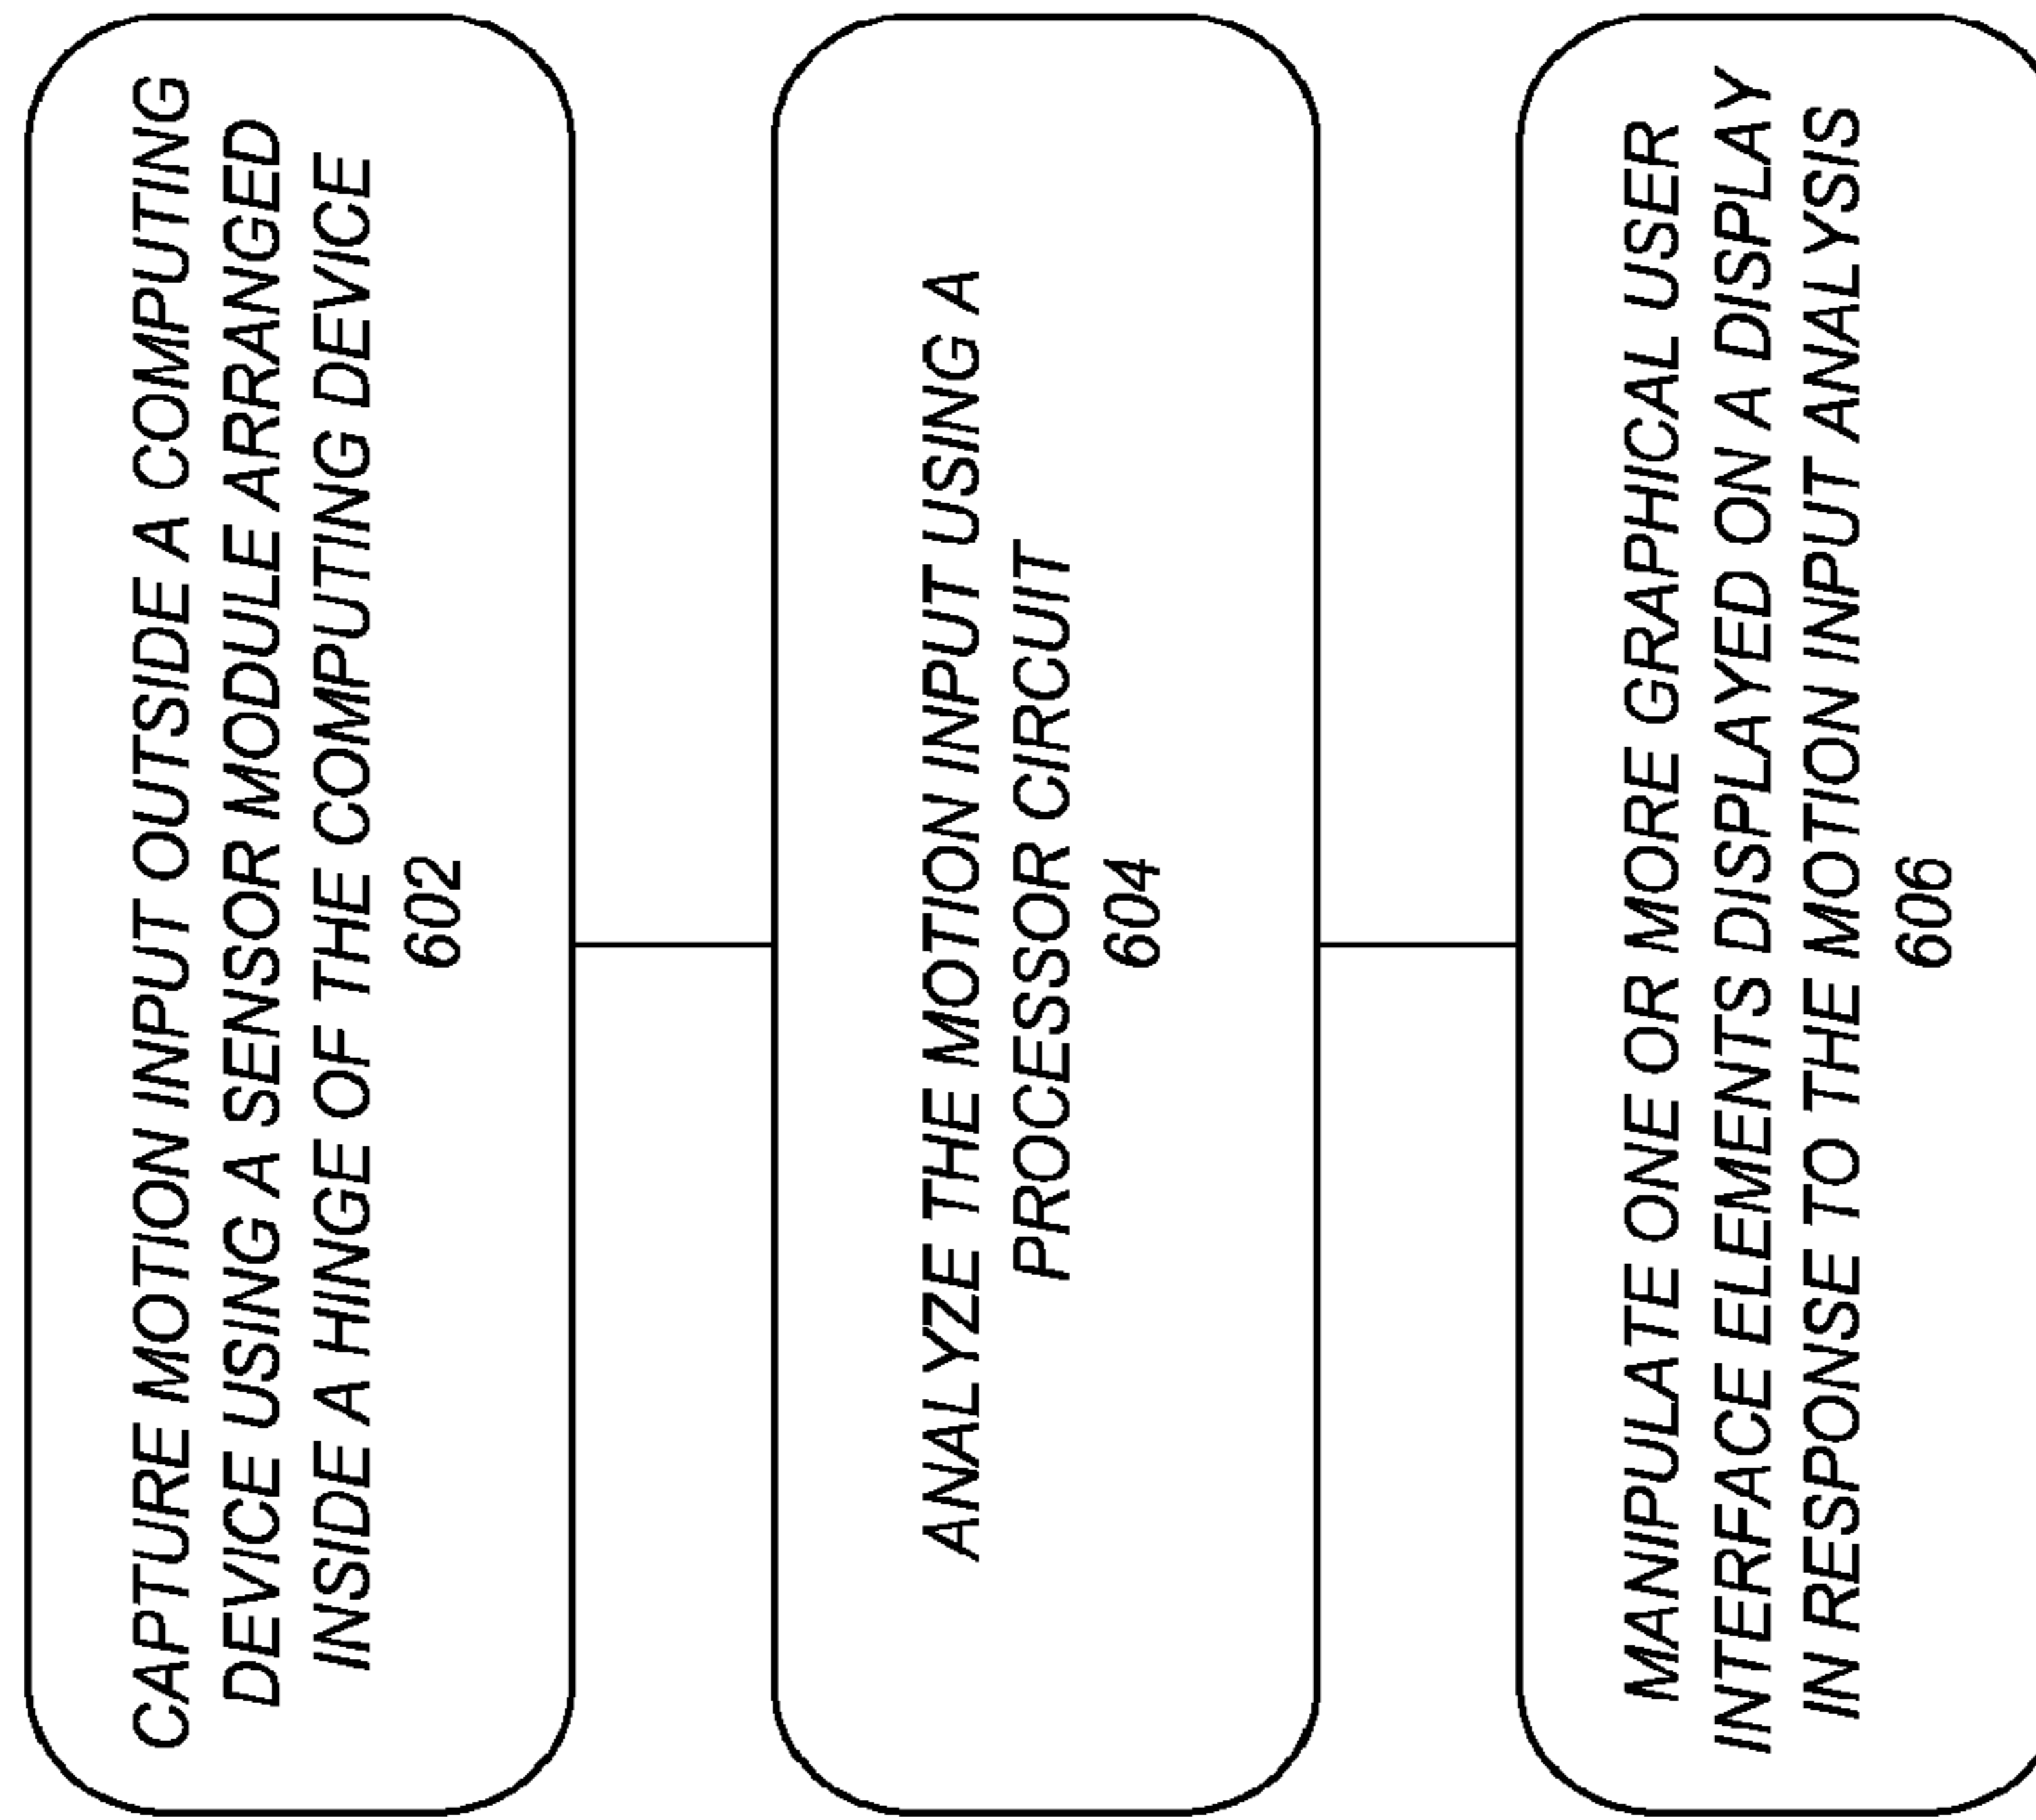 CAPTURE MOTION INPUT OUTSIDE A COMPUTING
DEVICE USING A SENSOR MODULE ARRANGED
INSIDE A HINGE OF THE COMPUTING DEVICE
602
ANALYZE THE MOTION INPUT USING A
PROCESSOR CIRCUIT
604
MANIPULATE ONE OR MORE GRAPHICAL USER
INTERFACE ELEMENTS DISPLAYED ON A DISPLAY
IN RESPONSE TO THE MOTION INPUT ANALYSIS
606